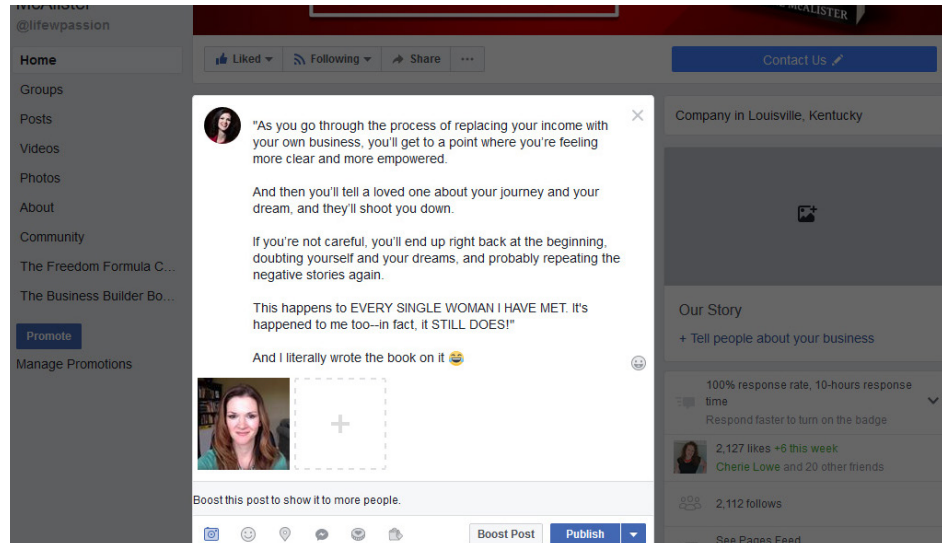 McAlister
@lifewpassion
Home
Groups
Posts
Videos
Photos
About
Community
The Freedom Formula C...
The Business Builder Bo...
Promote
Manage Promotions
McALISTER
Liked
Following
Share
Contact Us
"As you go through the process of replacing your income with
your own business, you'll get to a point where you're feeling
more clear and more empowered.
And then you'll tell a loved one about your journey and your
dream, and they'll shoot you down.
If you're not careful, you'll end up right back at the beginning,
doubting yourself and your dreams, and probably repeating the
negative stories again.
This happens to EVERY SINGLE WOMAN I HAVE MET. It's
happened to me too--in fact, it STILL DOES!"
And I literally wrote the book on it 😂
Boost this post to show it to more people.
Boost Post
Publish
Company in Louisville, Kentucky
Our Story
+ Tell people about your business
100% response rate, 10-hours response
time
Respond faster to turn on the badge
2,127 likes +6 this week
Cherie Lowe and 20 other friends
2,112 follows
See Pages Feed